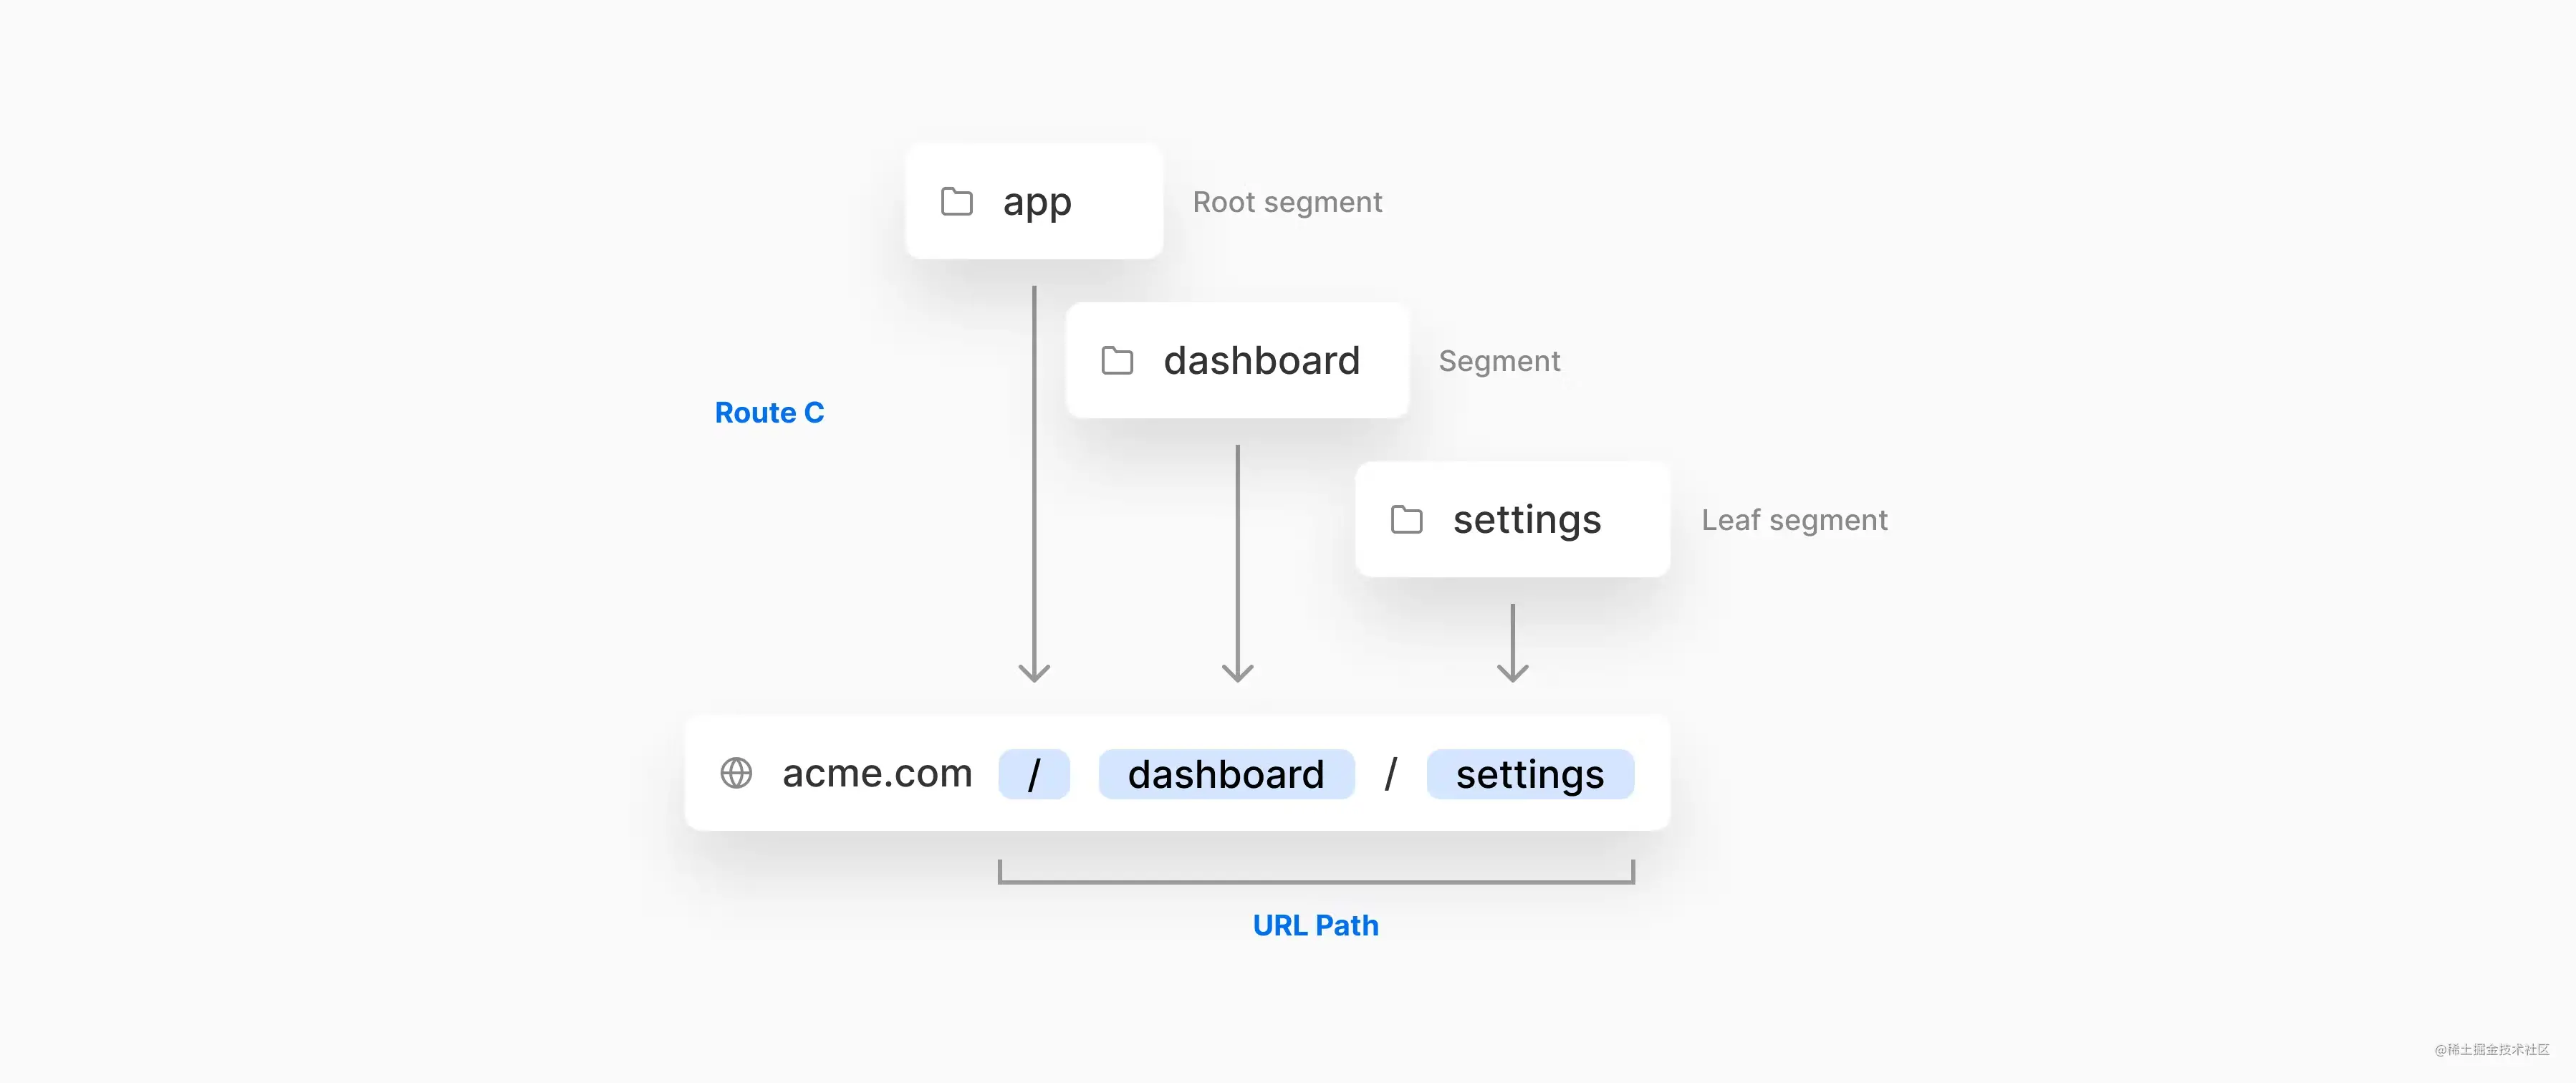 app
Root segment
dashboard
Segment
Route C
settings
Leaf segment
acme.com / dashboard / settings
URL Path
@稀土掘金技术社区